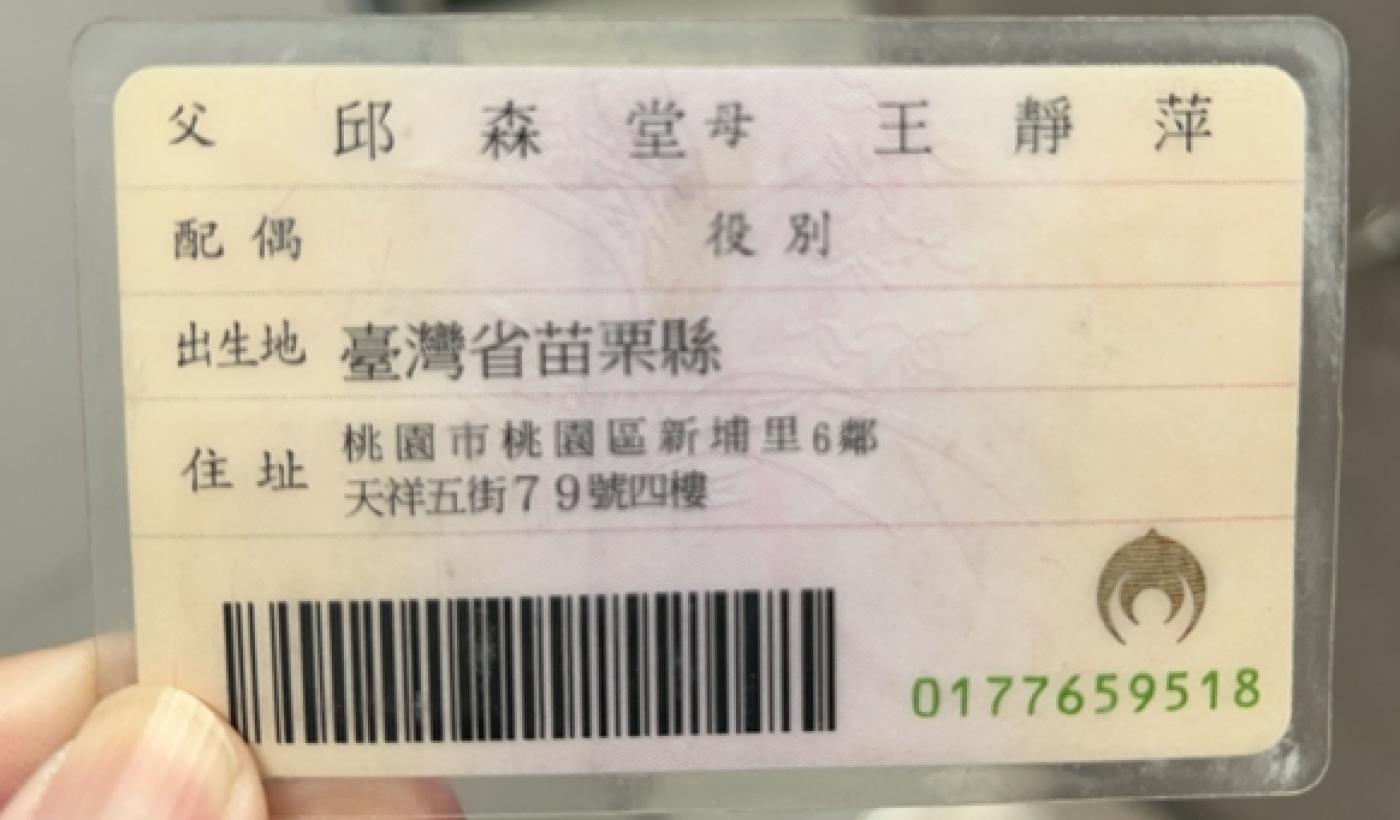 父 邱森堂 母 王靜萍
配偶 役別
出生地 臺灣省苗栗縣
住址 桃園市桃園區新埔里6鄰
天祥五街79號四樓
0177659518